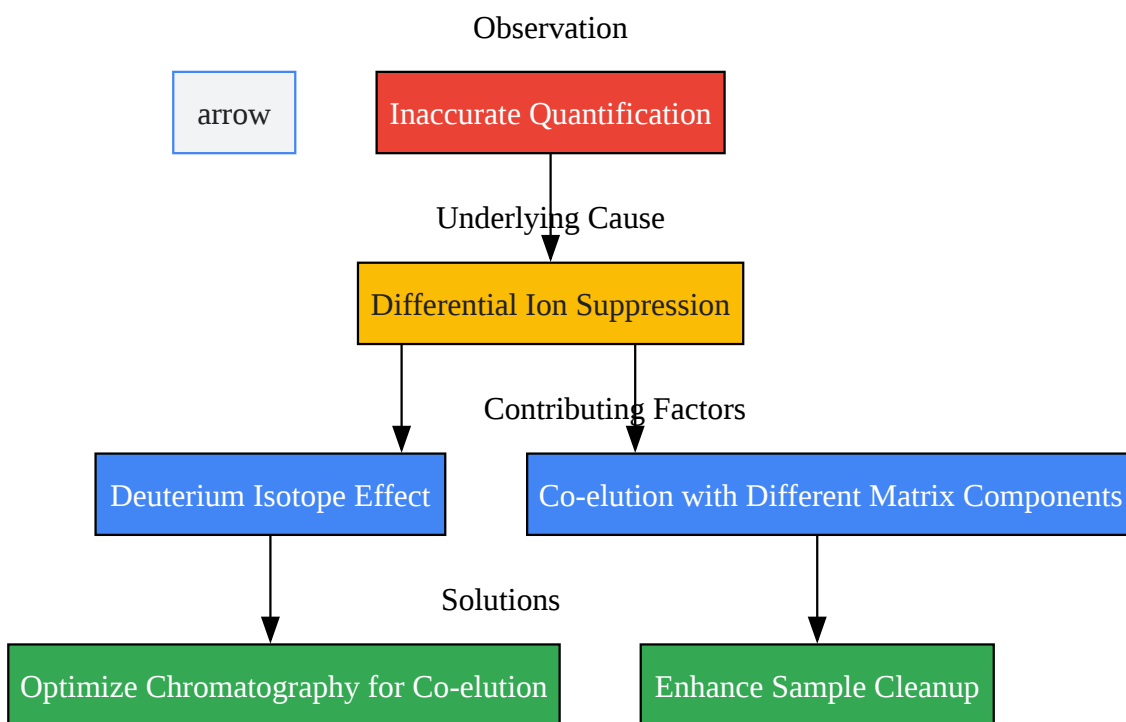 Observation
arrow
Inaccurate Quantification
Underlying Cause
Differential Ion Suppression
Contributing Factors
Deuterium Isotope Effect
Co-elution with Different Matrix Components
Solutions
Optimize Chromatography for Co-elution
Enhance Sample Cleanup